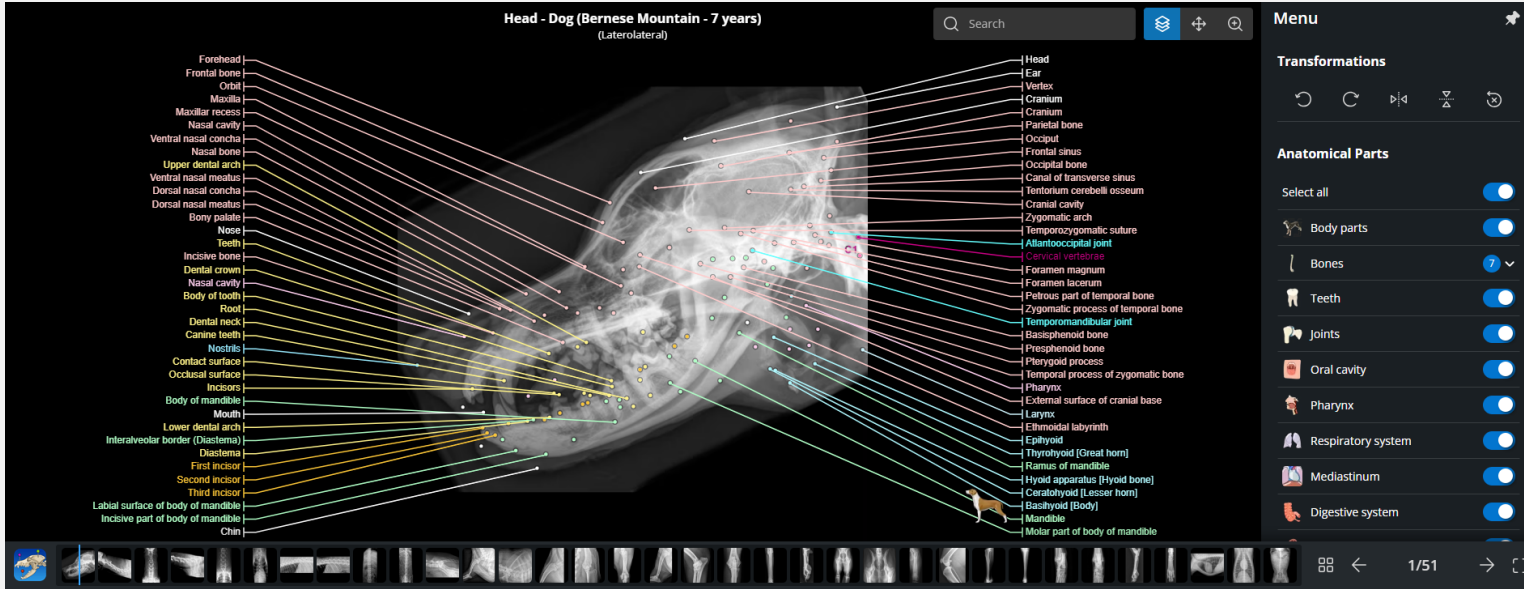 Head - Dog (Bernese Mountain - 7 years)
(Laterolateral)
Search
Forehead
Frontal bone
Orbit
Maxilla
Maxillar recess
Nasal cavity
Ventral nasal concha
Nasal bone
Upper dental arch
Ventral nasal meatus
Dorsal nasal concha
Dorsal nasal meatus
Bony palate
Nose
Teeth
Incisive bone
Dental crown
Nasal cavity
Body of tooth
Root
Dental neck
Canine teeth
Nostrils
Contact surface
Occlusal surface
Incisors
Body of mandible
Mouth
Lower dental arch
Interalveolar border (Diastema)
Diastema
First incisor
Second incisor
Third incisor
Labial surface of body of mandible
Incisive part of body of mandible
Chin
C1
Head
Ear
Vertex
Cranium
Cranium
Parietal bone
Occiput
Frontal sinus
Occipital bone
Canal of transverse sinus
Tentorium cerebelli osseum
Cranial cavity
Zygomatic arch
Temporozygomatic suture
Atlantooccipital joint
Cervical vertebrae
Foramen magnum
Foramen lacerum
Petrous part of temporal bone
Zygomatic process of temporal bone
Temporomandibular joint
Basisphenoid bone
Presphenoid bone
Pterygoid process
Temporal process of zygomatic bone
Pharynx
External surface of cranial base
Larynx
Ethmoidal labyrinth
Epihyoid
Thyrohyoid [Great horn]
Ramus of mandible
Hyoid apparatus [Hyoid bone]
Ceratohyoid [Lesser horn]
Basihyoid [Body]
Mandible
Molar part of body of mandible
Menu
Transformations
Anatomical Parts
Select all
Body parts
Bones
7
Teeth
Joints
Oral cavity
Pharynx
Respiratory system
Mediastinum
Digestive system
1/51